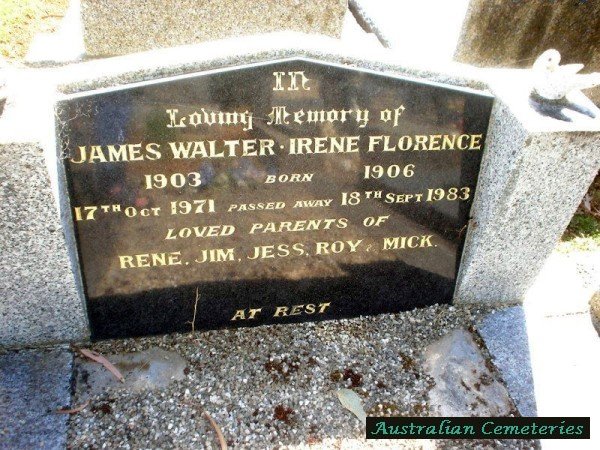 In
Loving Memory of
JAMES WALTER · IRENE FLORENCE
1903 BORN 1906
17TH OCT 1971 PASSED AWAY 18TH SEPT 1983
LOVED PARENTS OF
RENE, JIM, JESS, ROY & MICK.
AT REST
Australian Cemeteries